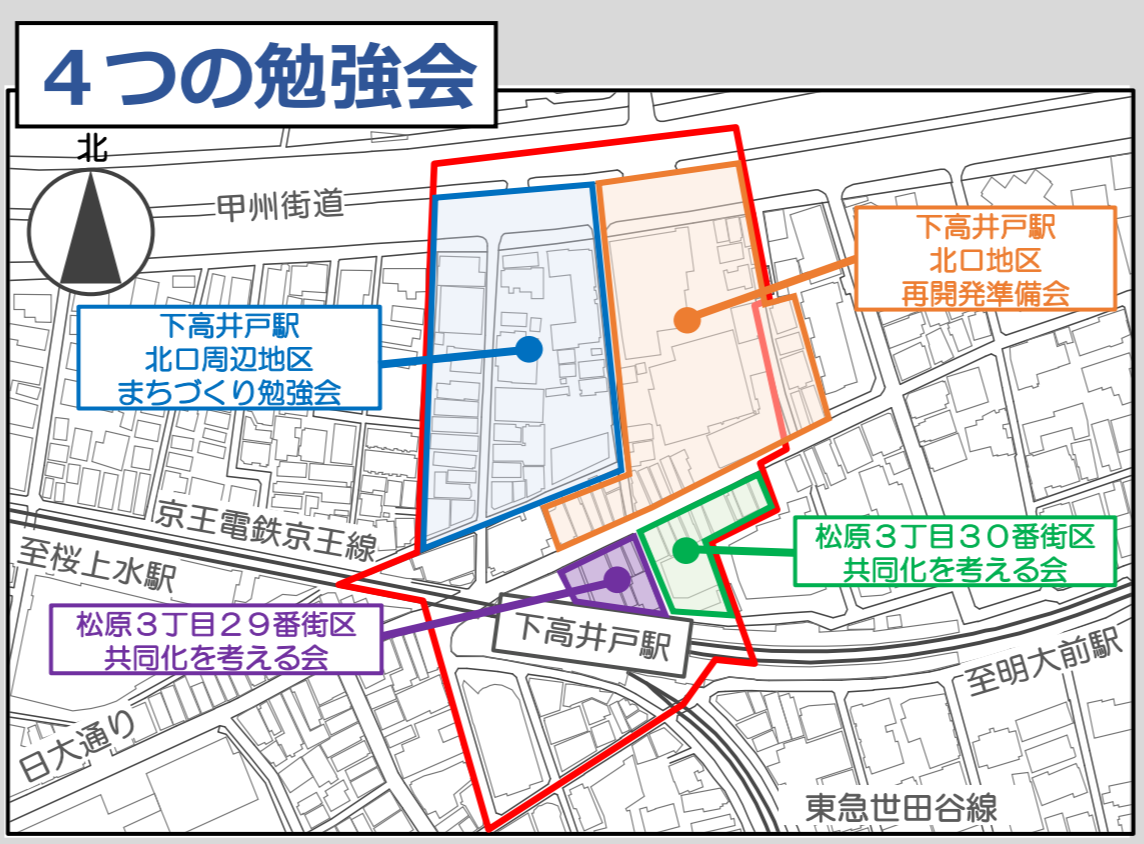 ４つの勉強会
北
甲州街道
下高井戸駅
北口地区
再開発準備会
下高井戸駅
北口周辺地区
まちづくり勉強会
京王電鉄京王線
至桜上水駅
松原３丁目３０番街区
共同化を考える会
松原３丁目２９番街区
共同化を考える会
下高井戸駅
至明大前駅
日大通り
東急世田谷線